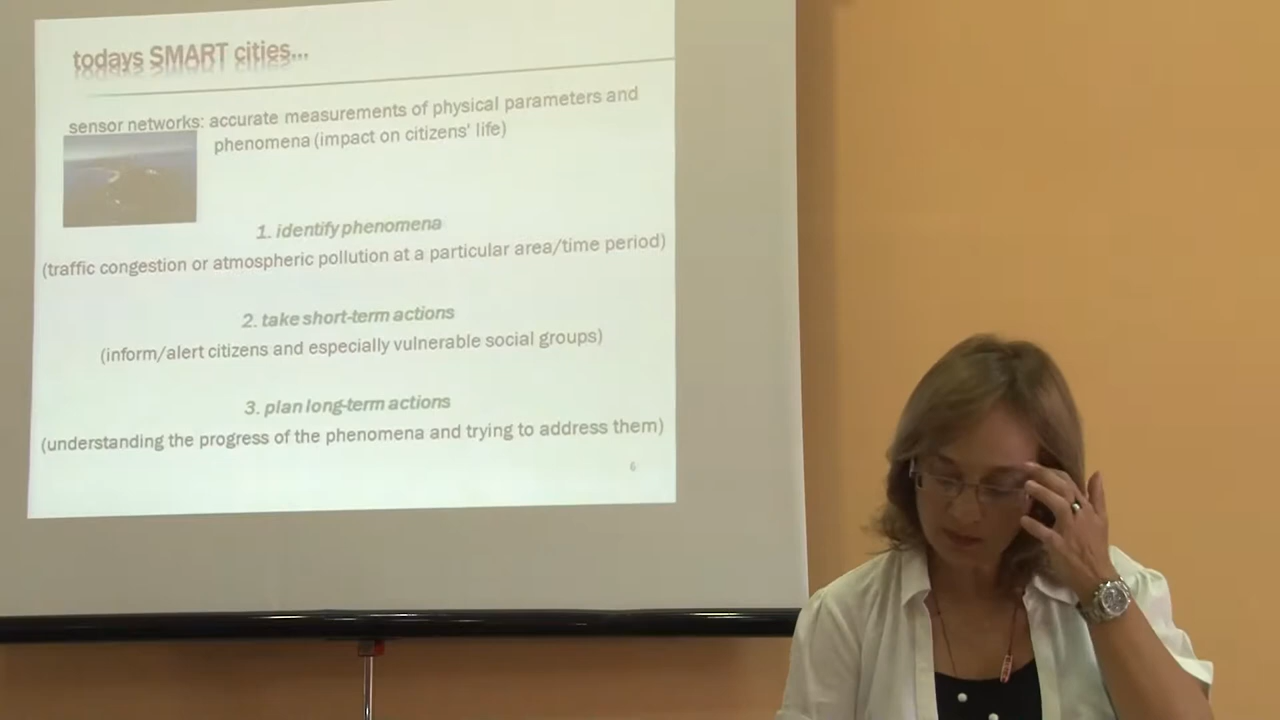 todays SMART cities...
sensor networks: accurate measurements of physical parameters and
phenomena (impact on citizens' life)
1. identify phenomena
(traffic congestion or atmospheric pollution at a particular area/time period)
2. take short-term actions
(inform/alert citizens and especially vulnerable social groups)
3. plan long-term actions
(understanding the progress of the phenomena and trying to address them)
6